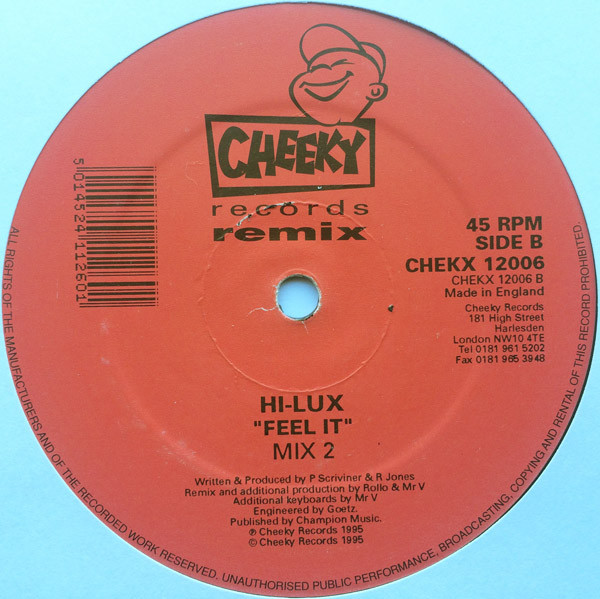 CHEEKY
records
remix
5 014524 112601
45 RPM
SIDE B
CHEKX 12006
CHEKX 12006 B
Made in England
Cheeky Records
181 High Street
Harlesden
London NW10 4TE
Tel 0181 961 5202
Fax 0181 965 3948
HI-LUX
"FEEL IT"
MIX 2
Written & Produced by P Scriviner & R Jones
Remix and additional production by Rollo & Mr V
Additional keyboards by Mr V
Engineered by Goetz.
Published by Champion Music.
℗ Cheeky Records 1995
© Cheeky Records 1995
ALL RIGHTS OF THE MANUFACTURERS AND OF THE RECORDED WORK RESERVED. UNAUTHORISED PUBLIC PERFORMANCE, BROADCASTING, COPYING AND RENTAL OF THIS RECORD PROHIBITED.